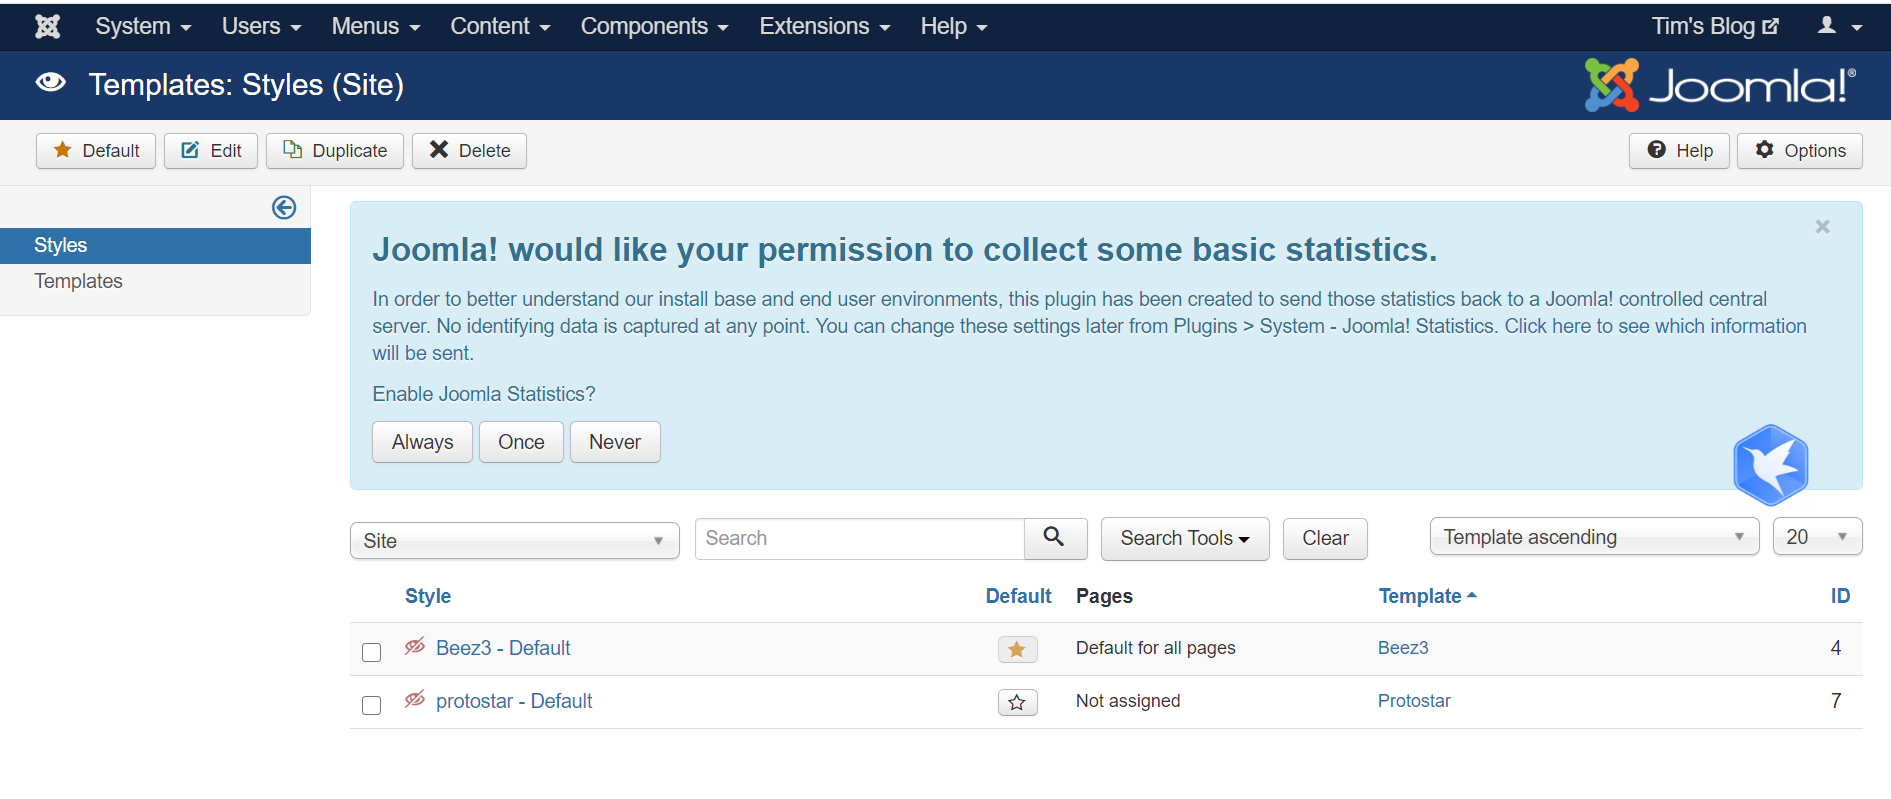 System Users Menus Content Components Extensions Help Tim's Blog
Templates: Styles (Site) Joomla!®
Default Edit Duplicate Delete Help Options
Styles
Templates
Joomla! would like your permission to collect some basic statistics.
In order to better understand our install base and end user environments, this plugin has been created to send those statistics back to a Joomla! controlled central
server. No identifying data is captured at any point. You can change these settings later from Plugins > System - Joomla! Statistics. Click here to see which information
will be sent.
Enable Joomla Statistics?
Always Once Never
Site Search Search Tools Clear Template ascending 20
Style Default Pages Template ID
Beez3 - Default Default for all pages Beez3 4
protostar - Default Not assigned Protostar 7